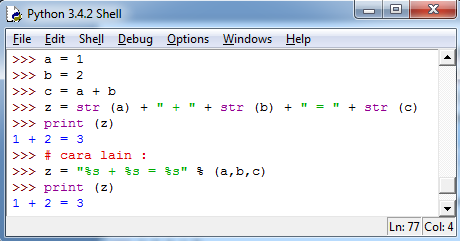 Python 3.4.2 Shell
File Edit Shell Debug Options Windows Help
>>> a = 1
>>> b = 2
>>> c = a + b
>>> z = str (a) + " + " + str (b) + " = " + str (c)
>>> print (z)
1 + 2 = 3
>>> # cara lain :
>>> z = "%s + %s = %s" % (a,b,c)
>>> print (z)
1 + 2 = 3
Ln: 77 Col: 4